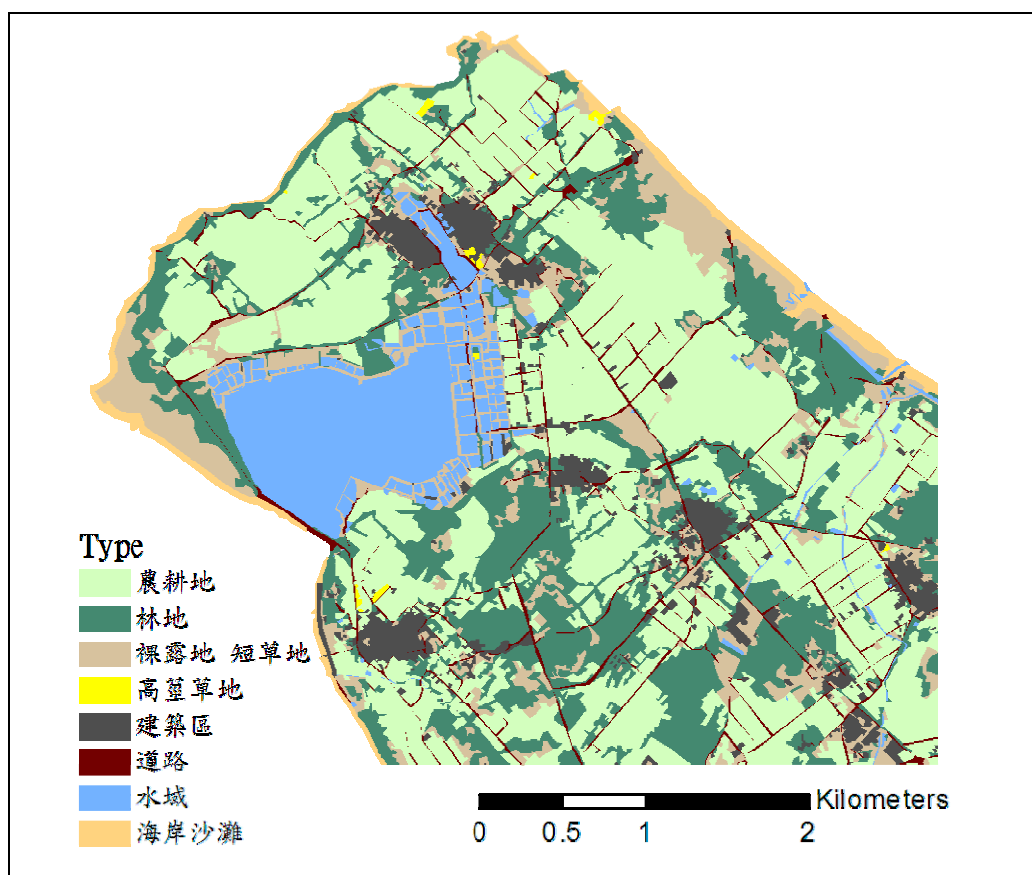 Type
農耕地
林地
裸露地 短草地
高莖草地
建築區
道路
水域
海岸沙灘
Kilometers
0 0.5 1 2